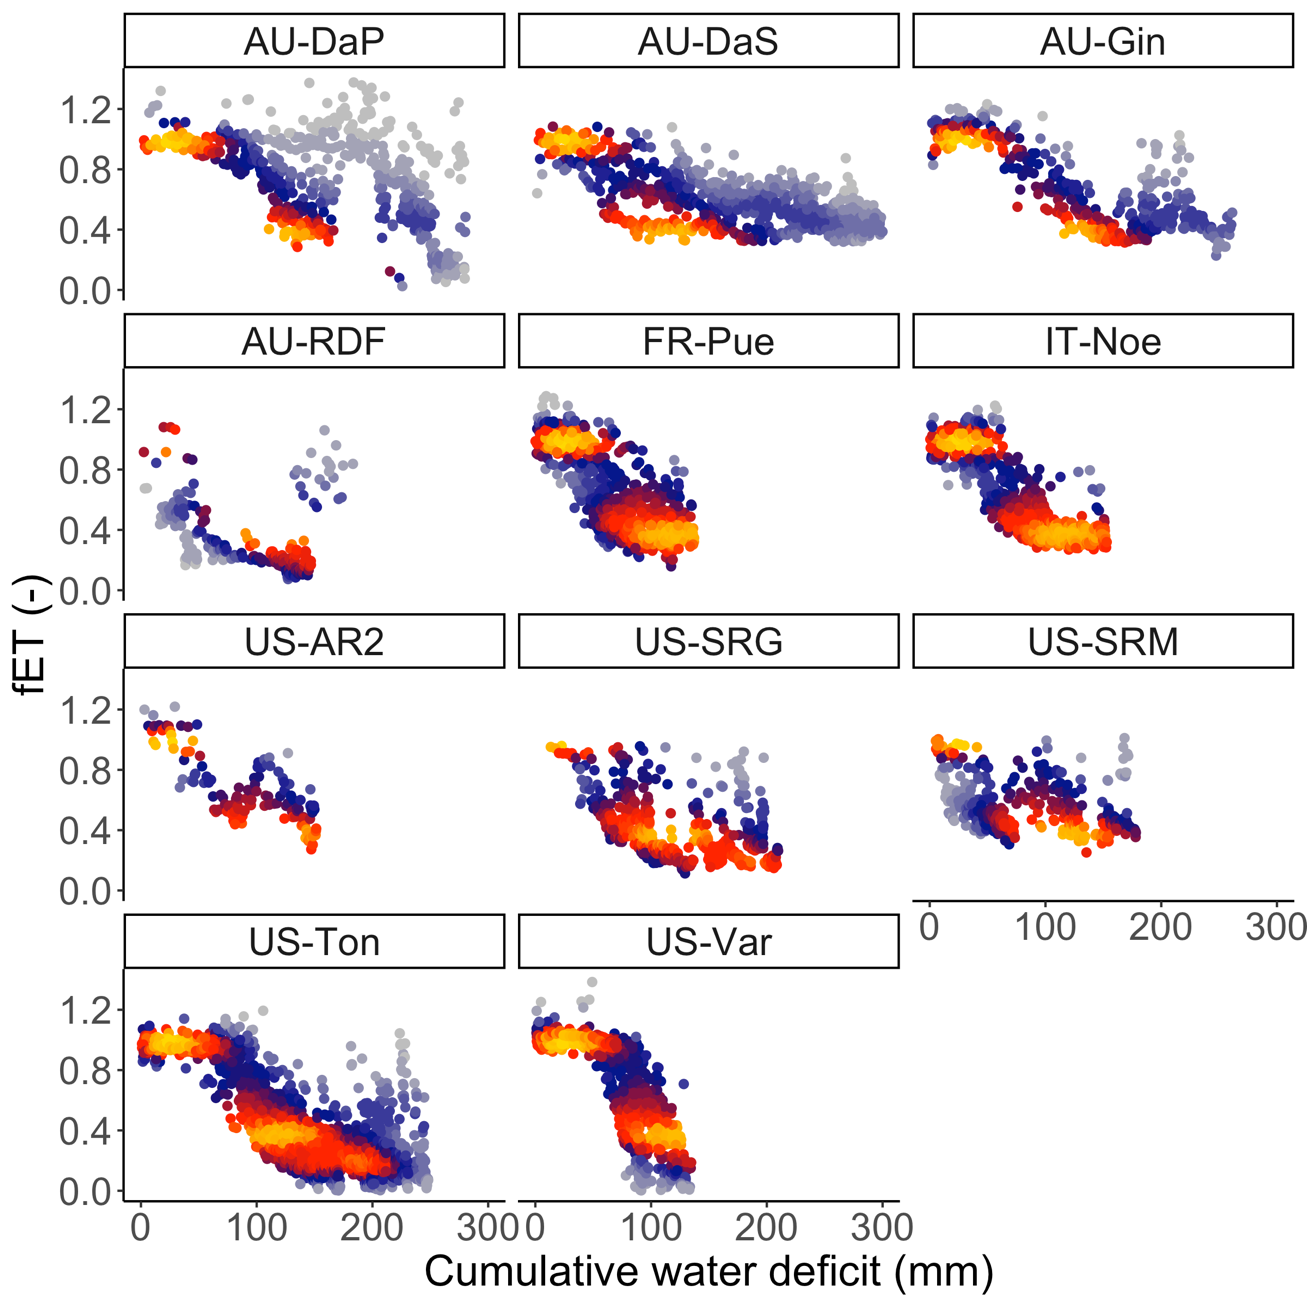 AU-DaP AU-DaS AU-Gin
1.2
0.8
0.4
0.0
AU-RDF FR-Pue IT-Noe
1.2
0.8
0.4
0.0
US-AR2 US-SRG US-SRM
1.2
0.8
0.4
0.0
0 100 200 300
US-Ton US-Var
1.2
0.8
0.4
0.0
0 100 200 300 0 100 200 300
fET (-)
Cumulative water deficit (mm)